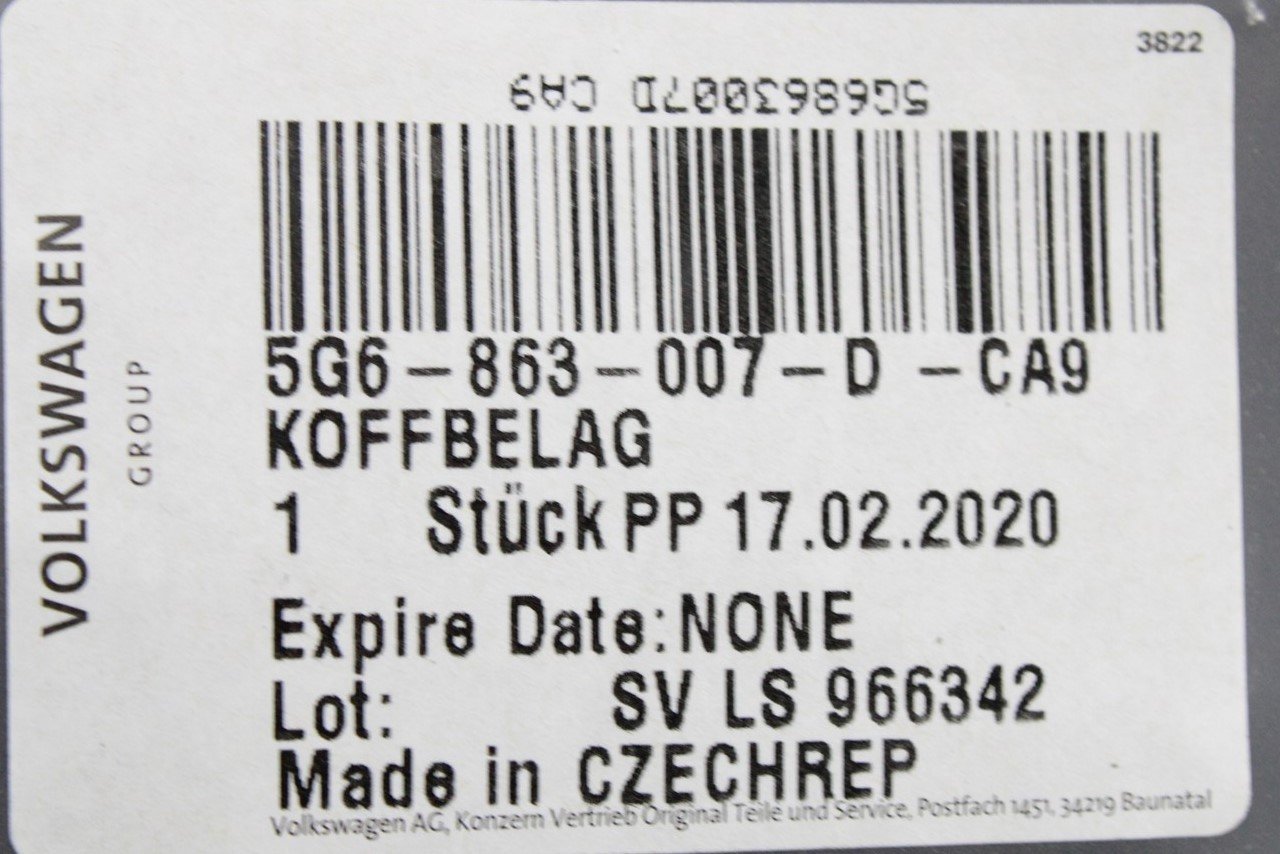 3822
5G6863007D CA9
VOLKSWAGEN
GROUP
5G6-863-007-D -CA9
KOFFBELAG
1 Stück PP 17.02.2020
Expire Date:NONE
Lot: SV LS 966342
Made in CZECHREP
Volkswagen AG, Konzern Vertrieb Original Teile und Service, Postfach 1451, 34219 Baunatal